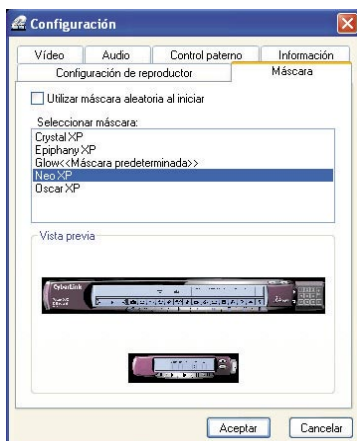 Configuración
Vídeo Audio Control paterno Información
Configuración de reproductor Máscara
Utilizar máscara aleatoria al iniciar
Seleccionar máscara:
Crystal XP
Epiphany XP
Glow<<Máscara predeterminada>>
Neo XP
Oscar XP
Vista previa
CyberLink
Aceptar Cancelar